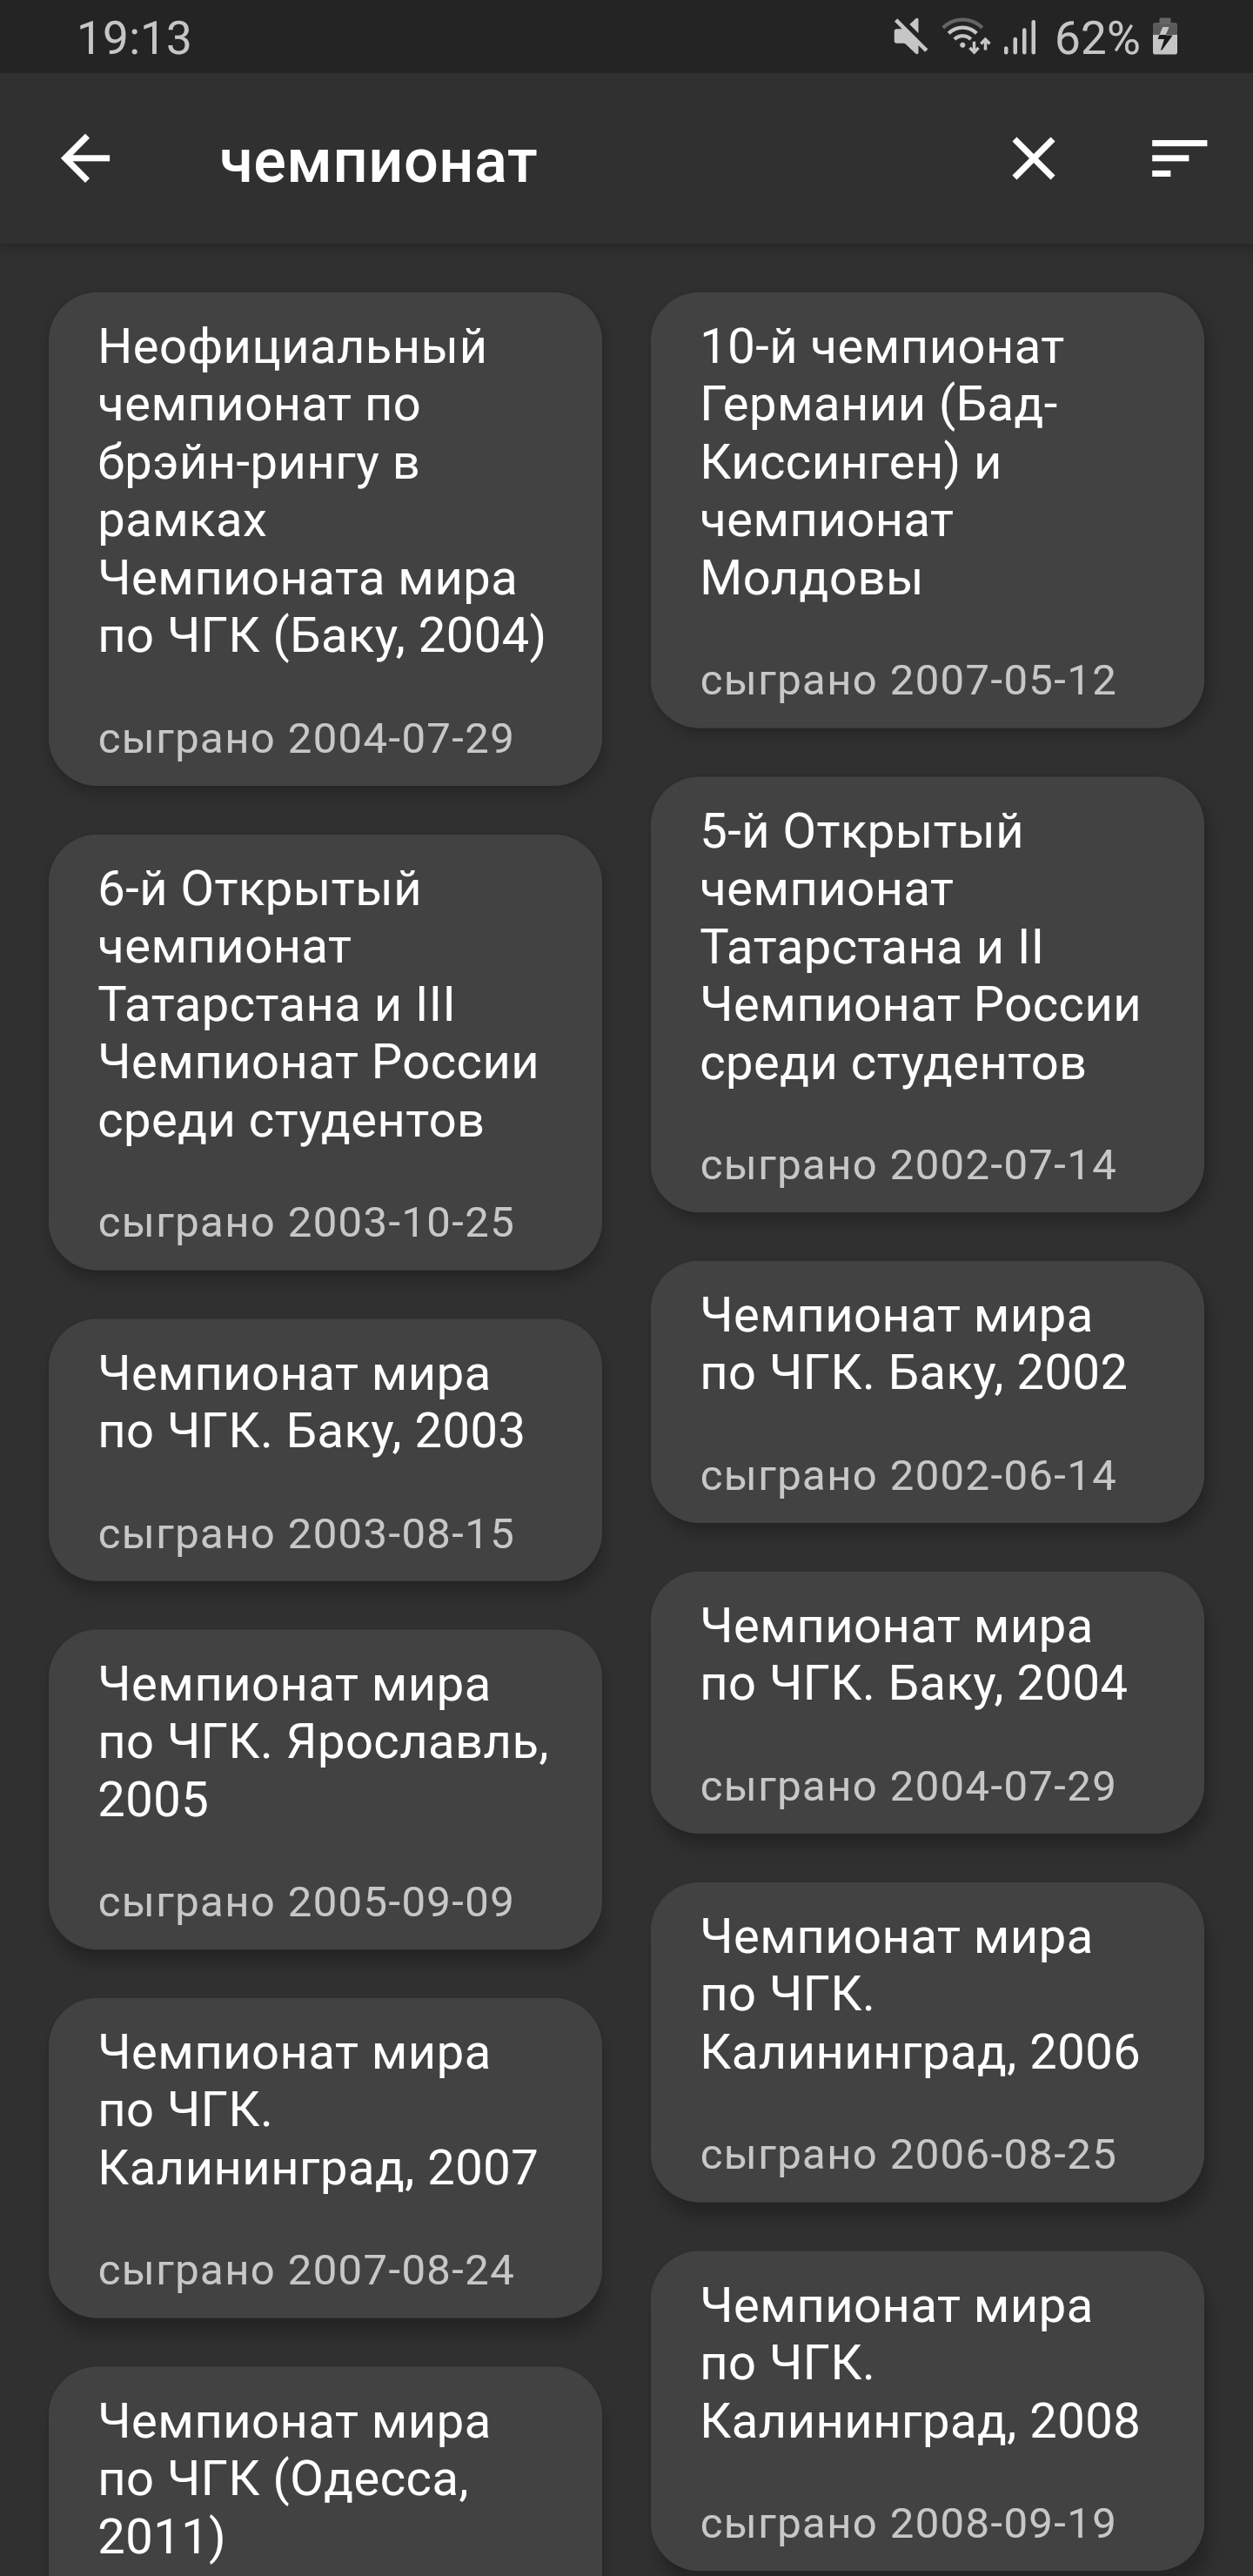 19:13
62%
чемпионат
Неофициальный
чемпионат по
брэйн-рингу в
рамках
Чемпионата мира
по ЧГК (Баку, 2004)
сыграно 2004-07-29
10-й чемпионат
Германии (Бад-
Киссинген) и
чемпионат
Молдовы
сыграно 2007-05-12
6-й Открытый
чемпионат
Татарстана и III
Чемпионат России
среди студентов
сыграно 2003-10-25
5-й Открытый
чемпионат
Татарстана и II
Чемпионат России
среди студентов
сыграно 2002-07-14
Чемпионат мира
по ЧГК. Баку, 2003
сыграно 2003-08-15
Чемпионат мира
по ЧГК. Баку, 2002
сыграно 2002-06-14
Чемпионат мира
по ЧГК. Ярославль,
2005
сыграно 2005-09-09
Чемпионат мира
по ЧГК. Баку, 2004
сыграно 2004-07-29
Чемпионат мира
по ЧГК.
Калининград, 2007
сыграно 2007-08-24
Чемпионат мира
по ЧГК.
Калининград, 2006
сыграно 2006-08-25
Чемпионат мира
по ЧГК (Одесса,
2011)
Чемпионат мира
по ЧГК.
Калининград, 2008
сыграно 2008-09-19